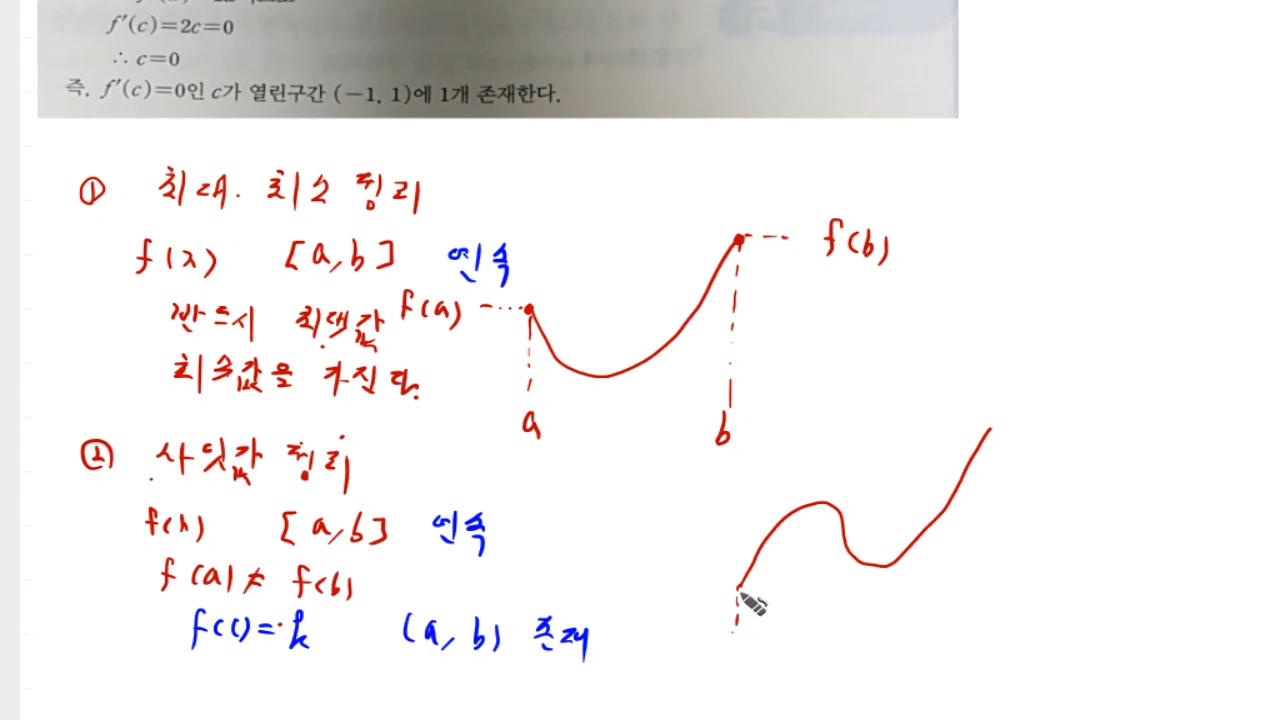 f'(c)=2c=0
∴ c=0
즉, f'(c)=0인 c가 열린구간 (-1, 1)에 1개 존재한다.
① 최대. 최소 정리
f(x) [a,b] 연속
반드시 최댓값
최솟값을 가진다.
f(a) f(b)
a b
② 사잇값 정리
f(x) [a,b] 연속
f(a)≠ f(b)
f(c)=k (a, b) 존재